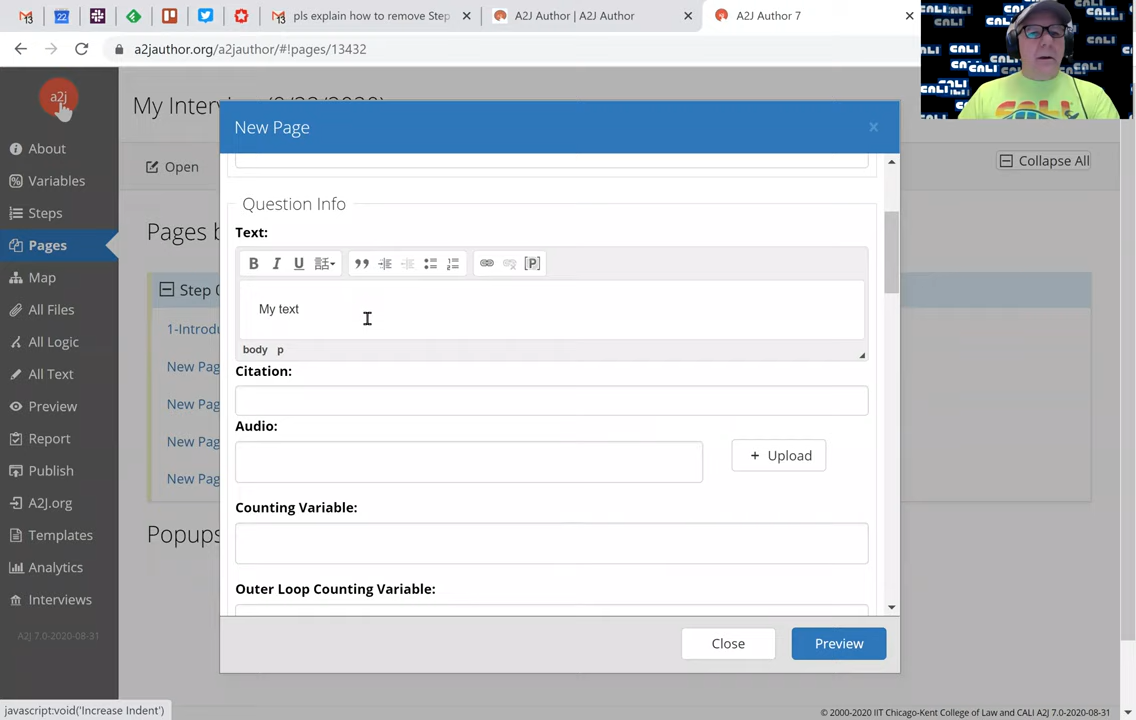 22
pls explain how to remove Step
A2J Author | A2J Author
A2J Author 7
a2jauthor.org/a2jauthor/#!pages/13432
CALI
a2j
My Interv
New Page
About
Variables
Steps
Pages
Map
All Files
All Logic
All Text
Preview
Report
Publish
A2J.org
Templates
Analytics
Interviews
A2J 7.0-2020-08-31
Open
Collapse All
Pages b
Step 0
1-Introdu
New Pag
New Pag
New Pag
New Pag
Popups
Question Info
Text:
B I U
[P]
My text
body p
Citation:
Audio:
+ Upload
Counting Variable:
Outer Loop Counting Variable:
Close
Preview
javascript:void('Increase Indent')
© 2000-2020 IIT Chicago-Kent College of Law and CALI A2J 7.0-2020-08-31